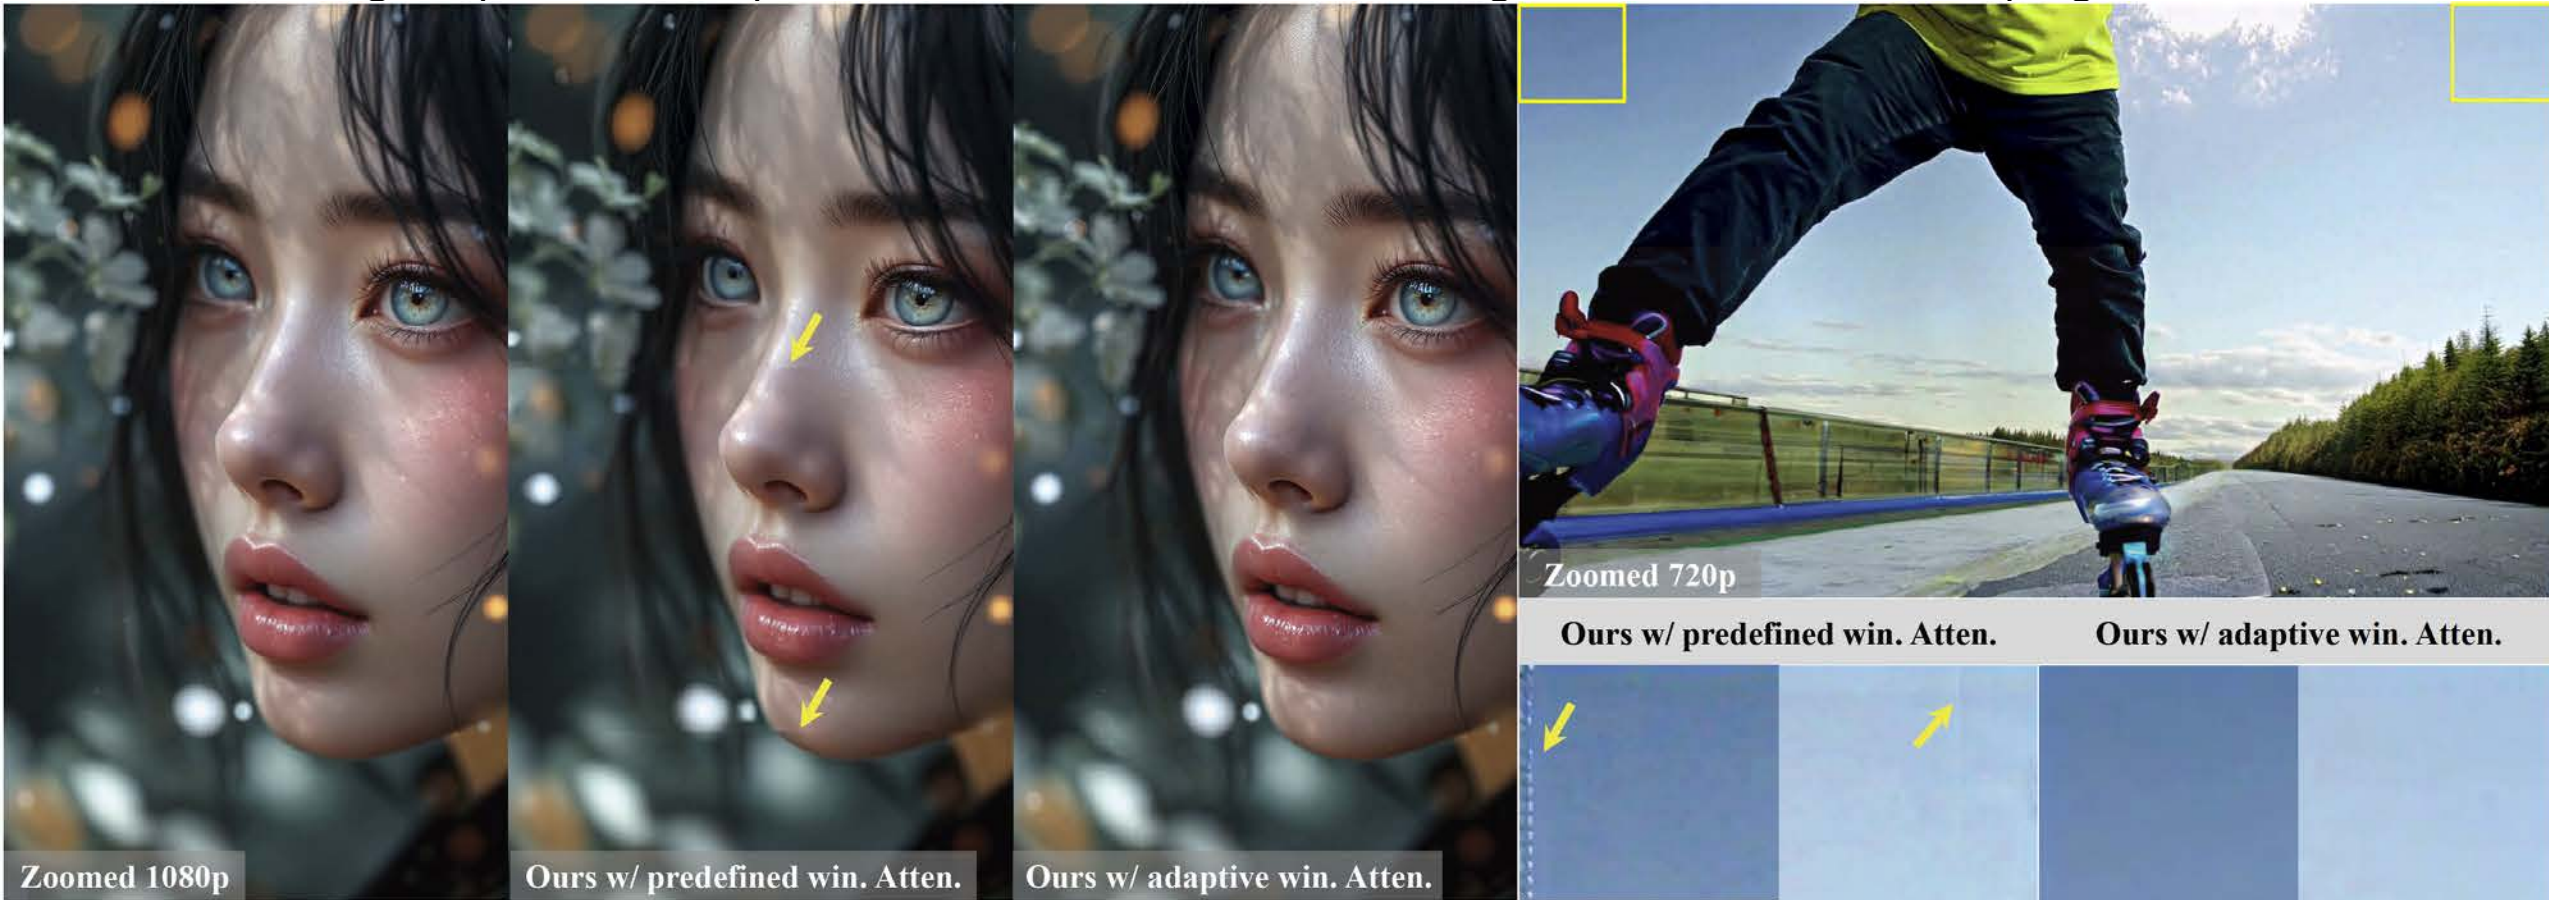 Zoomed 1080p
Ours w/ predefined win. Atten.
Ours w/ adaptive win. Atten.
Zoomed 720p
Ours w/ predefined win. Atten.
Ours w/ adaptive win. Atten.